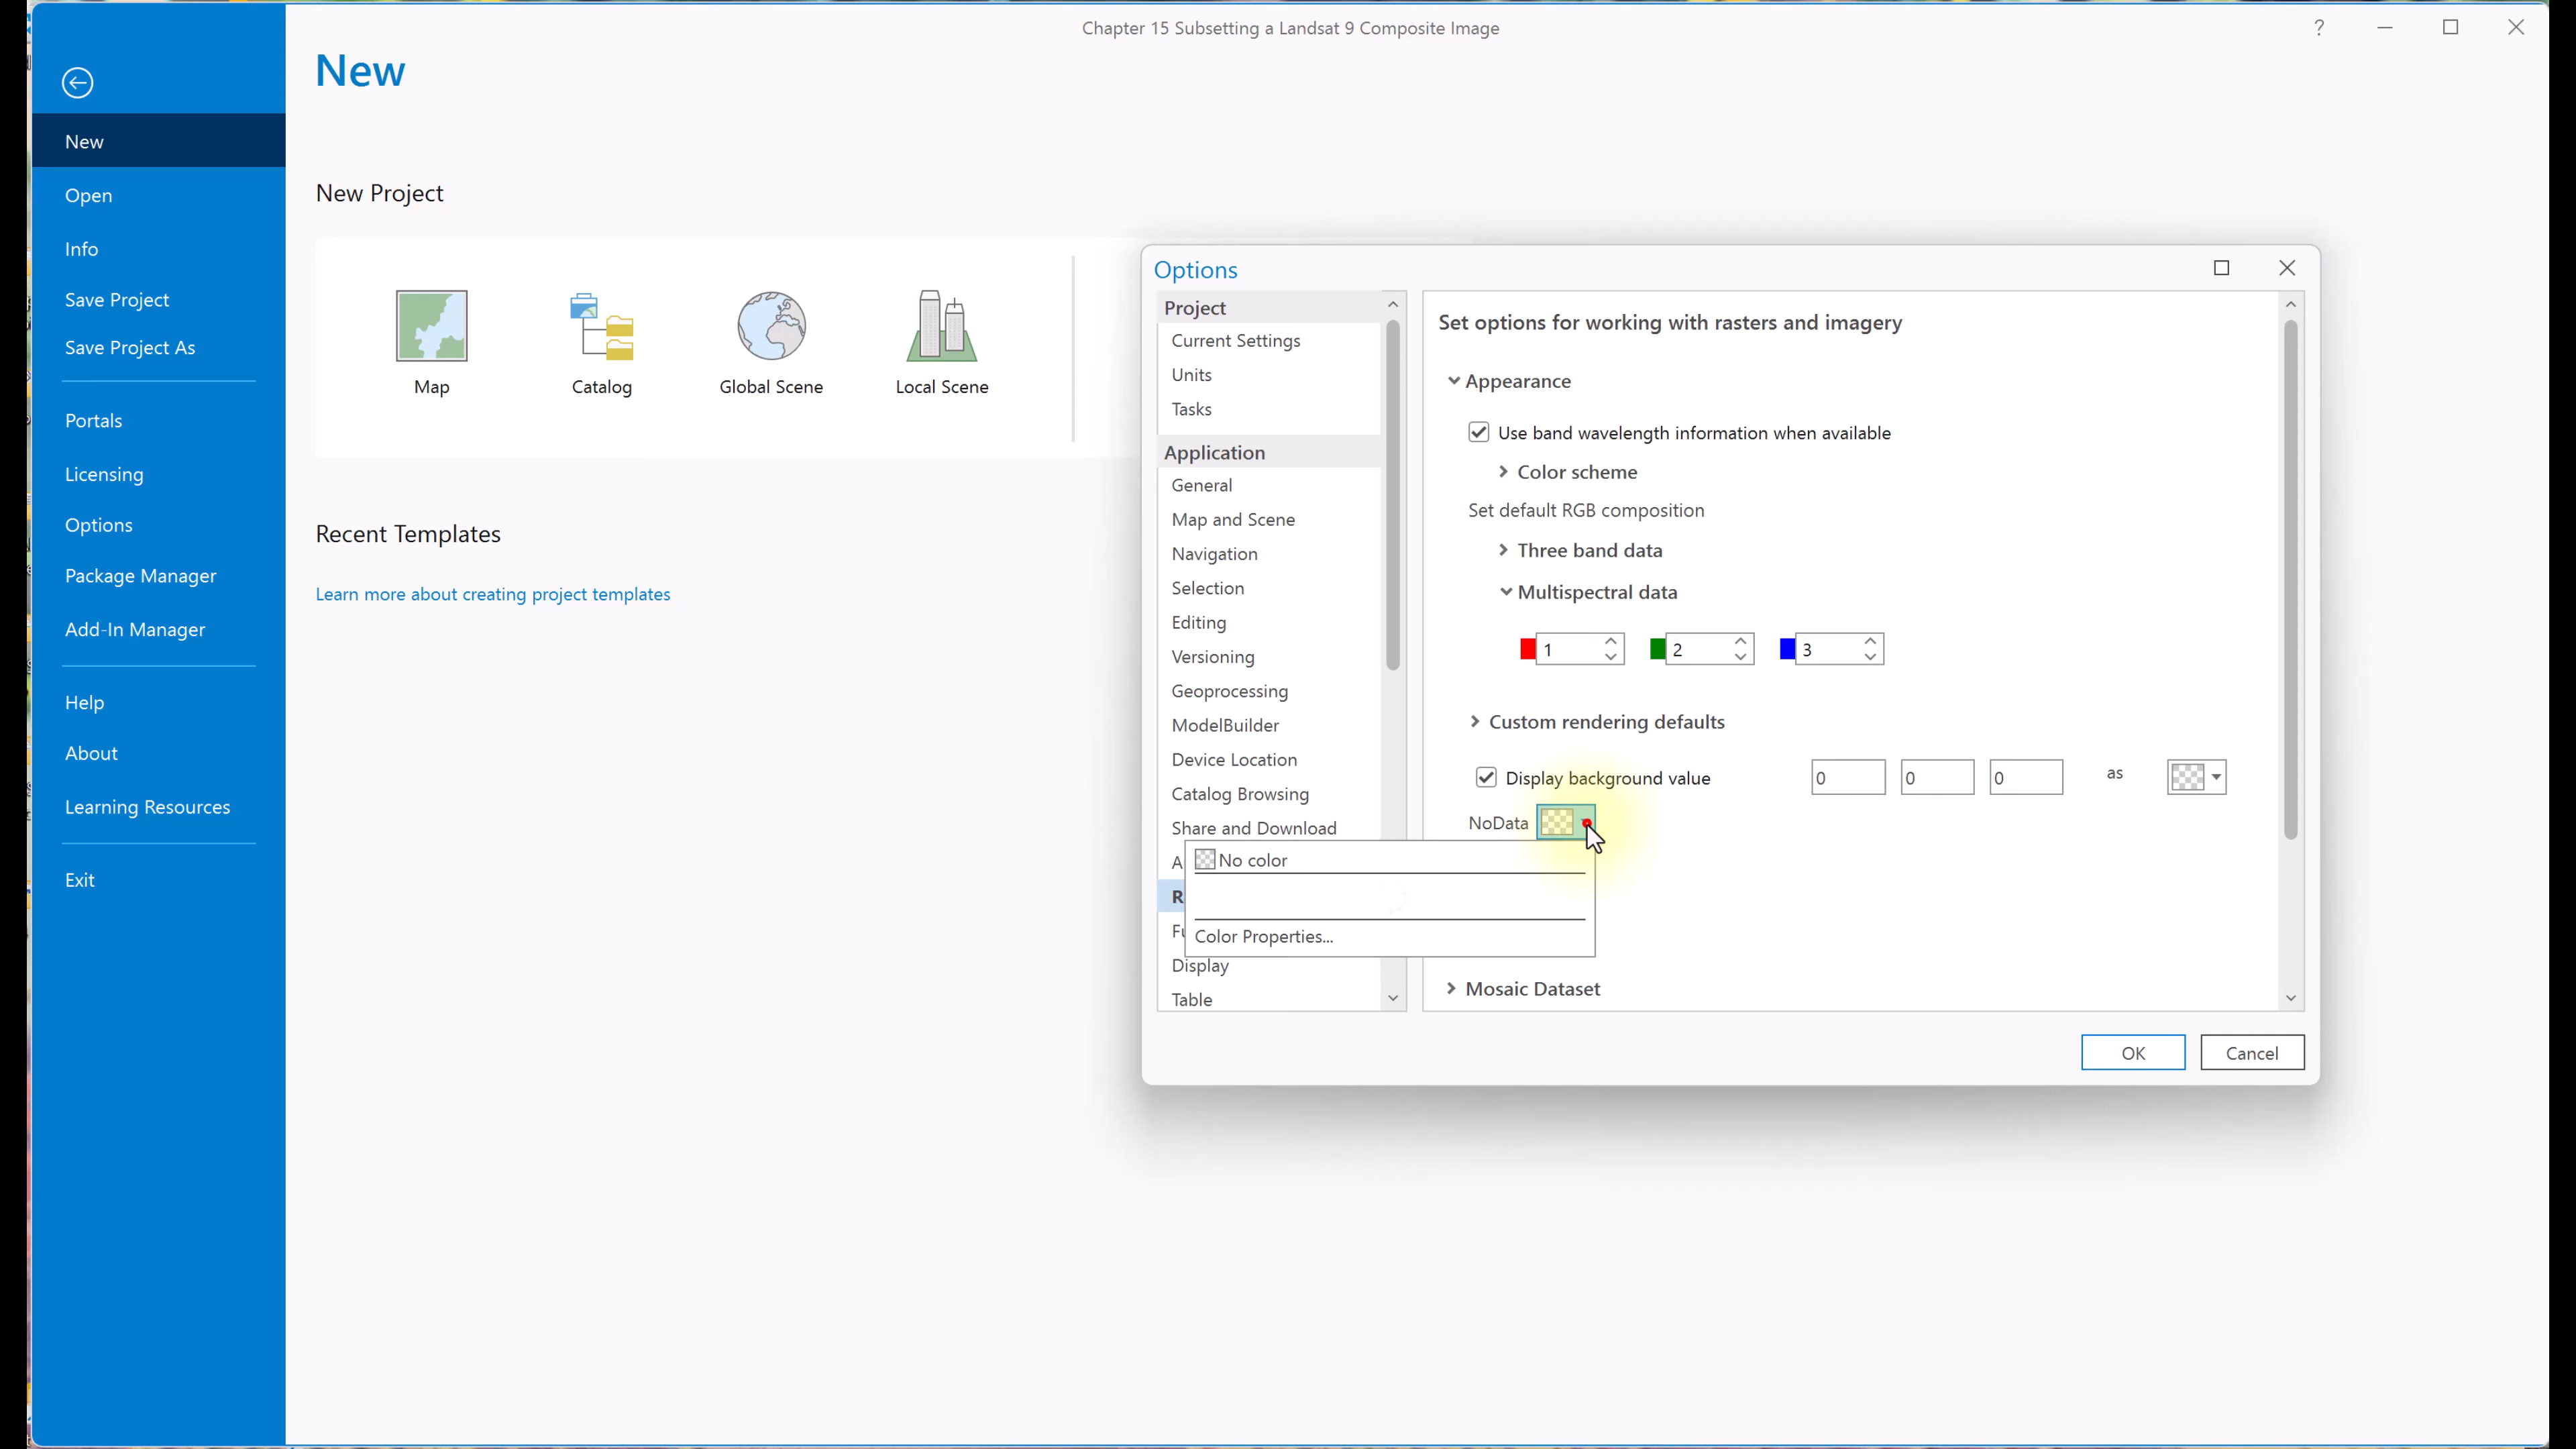 Chapter 15 Subsetting a Landsat 9 Composite Image
?
New
New
Open
Info
Save Project
Save Project As
Portals
Licensing
Options
Package Manager
Add-In Manager
Help
About
Learning Resources
Exit
New Project
Map
Catalog
Global Scene
Local Scene
Recent Templates
Learn more about creating project templates
Options
Project
Current Settings
Units
Tasks
Application
General
Map and Scene
Navigation
Selection
Editing
Versioning
Geoprocessing
ModelBuilder
Device Location
Catalog Browsing
Share and Download
A
R
Fu
Display
Table
Set options for working with rasters and imagery
Appearance
Use band wavelength information when available
Color scheme
Set default RGB composition
Three band data
Multispectral data
1 2 3
Custom rendering defaults
Display background value 0 0 0 as
NoData
No color
Color Properties...
Mosaic Dataset
OK Cancel